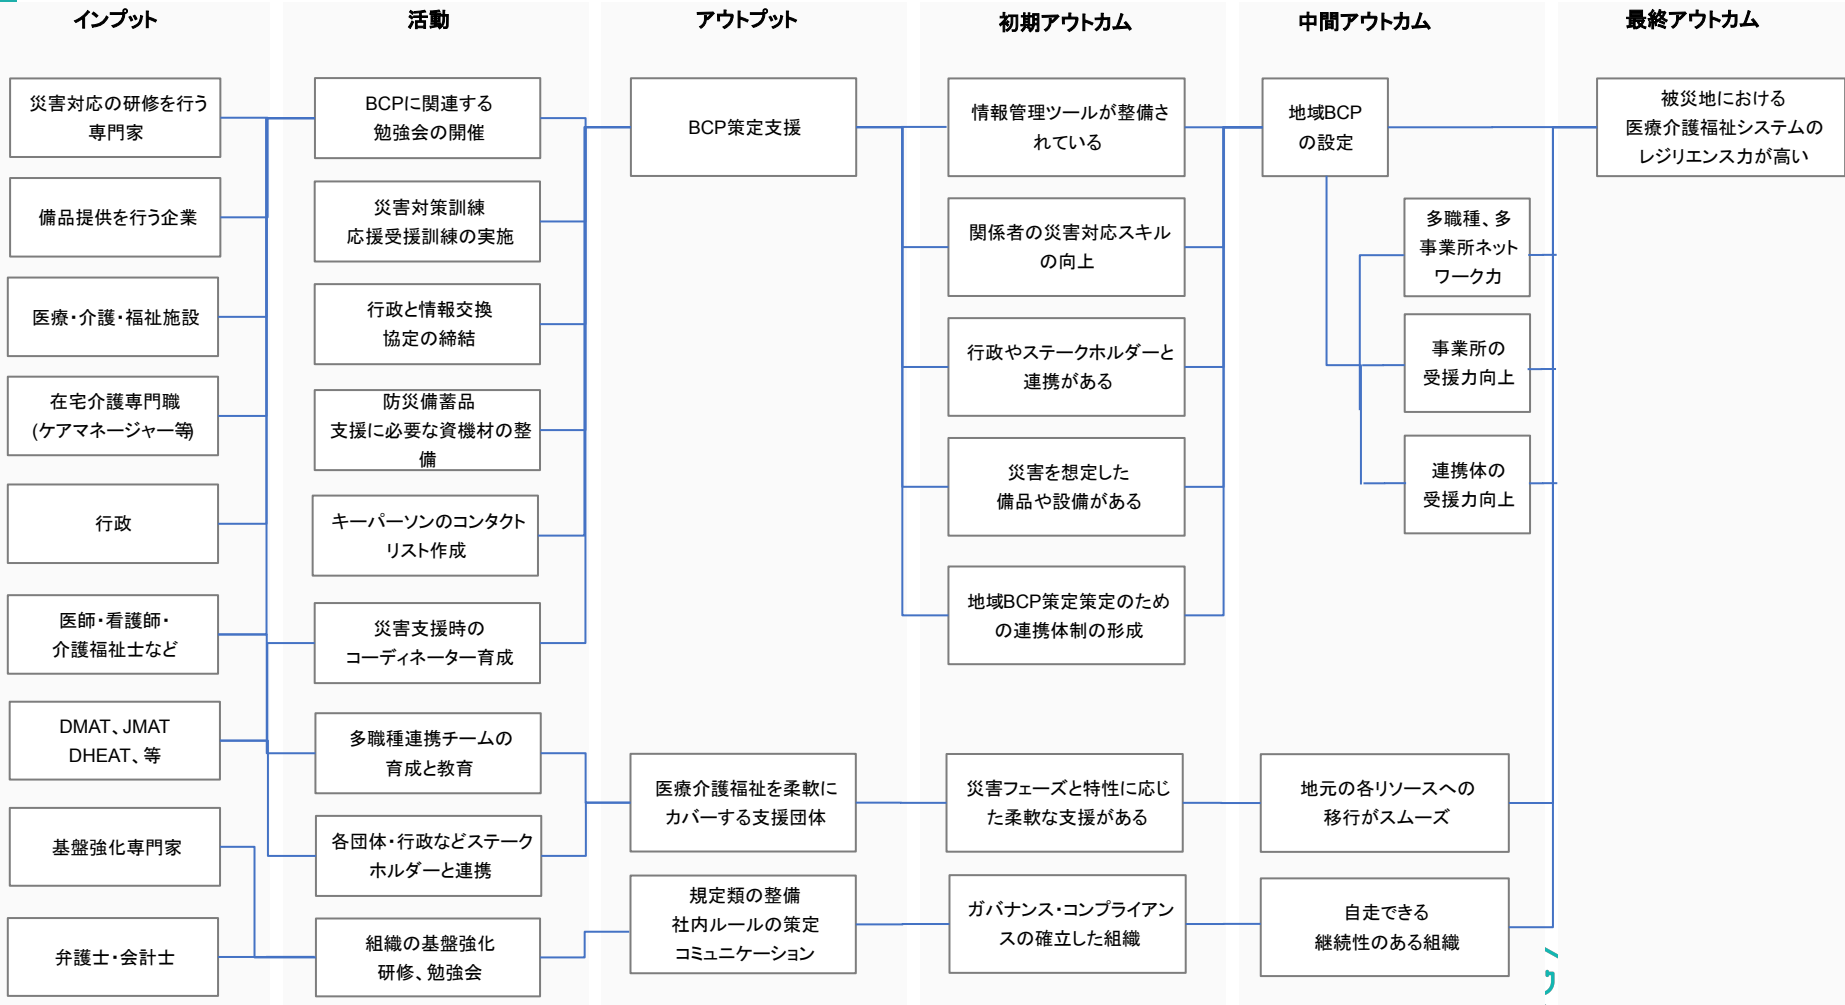 インプット
活動
アウトプット
初期アウトカム
中間アウトカム
最終アウトカム
災害対応の研修を行う
専門家
備品提供を行う企業
医療・介護・福祉施設
在宅介護専門職
(ケアマネージャー等)
行政
医師・看護師・
介護福祉士など
DMAT、JMAT
DHEAT、等
基盤強化専門家
弁護士・会計士
BCPに関連する
勉強会の開催
災害対策訓練
応援受援訓練の実施
行政と情報交換
協定の締結
防災備蓄品
支援に必要な資機材の整
備
キーパーソンのコンタクト
リスト作成
災害支援時の
コーディネーター育成
多職種連携チームの
育成と教育
各団体・行政などステーク
ホルダーと連携
組織の基盤強化
研修、勉強会
BCP策定支援
医療介護福祉を柔軟に
カバーする支援団体
規定類の整備
社内ルールの策定
コミュニケーション
情報管理ツールが整備さ
れている
関係者の災害対応スキル
の向上
行政やステークホルダーと
連携がある
災害を想定した
備品や設備がある
地域BCP策定策定のため
の連携体制の形成
災害フェーズと特性に応じ
た柔軟な支援がある
ガバナンス・コンプライアン
スの確立した組織
地域BCP
の設定
多職種、多
事業所ネット
ワーク力
事業所の
受援力向上
連携体の
受援力向上
地元の各リソースへの
移行がスムーズ
自走できる
継続性のある組織
被災地における
医療介護福祉システムの
レジリエンス力が高い